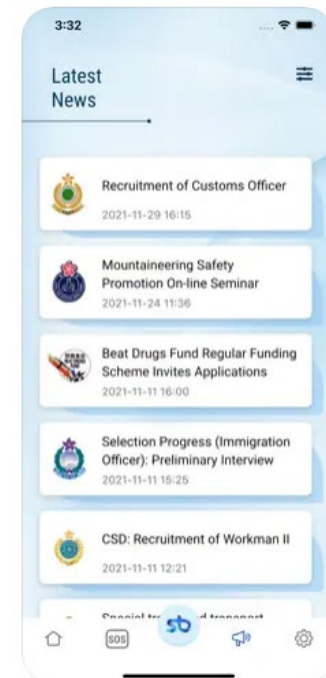 3:32
Latest
News
Recruitment of Customs Officer
2021-11-29 16:15
Mountaineering Safety
Promotion On-line Seminar
2021-11-24 11:36
Beat Drugs Fund Regular Funding
Scheme Invites Applications
2021-11-11 16:00
Selection Progress (Immigration
Officer): Preliminary Interview
2021-11-11 15:25
CSD: Recruitment of Workman II
2021-11-11 12:21
Special transport
SOS
sb